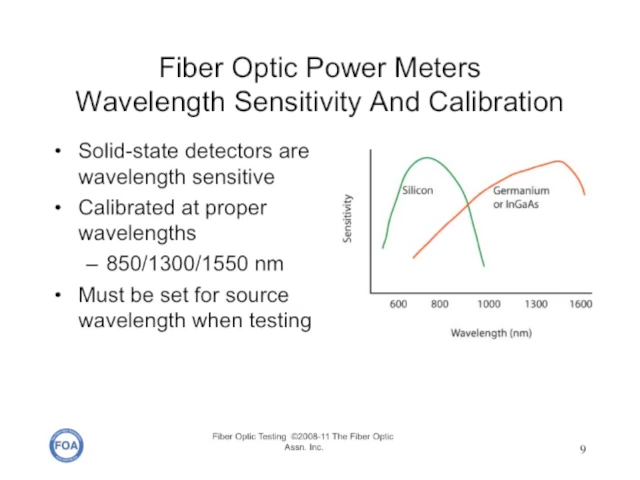 Fiber Optic Power Meters
Wavelength Sensitivity And Calibration
• Solid-state detectors are
wavelength sensitive
• Calibrated at proper
wavelengths
– 850/1300/1550 nm
• Must be set for source
wavelength when testing
Sensitivity
Silicon
Germanium
or InGaAs
600 800 1000 1300 1600
Wavelength (nm)
FOA
Fiber Optic Testing ©2008-11 The Fiber Optic
Assn. Inc.
9